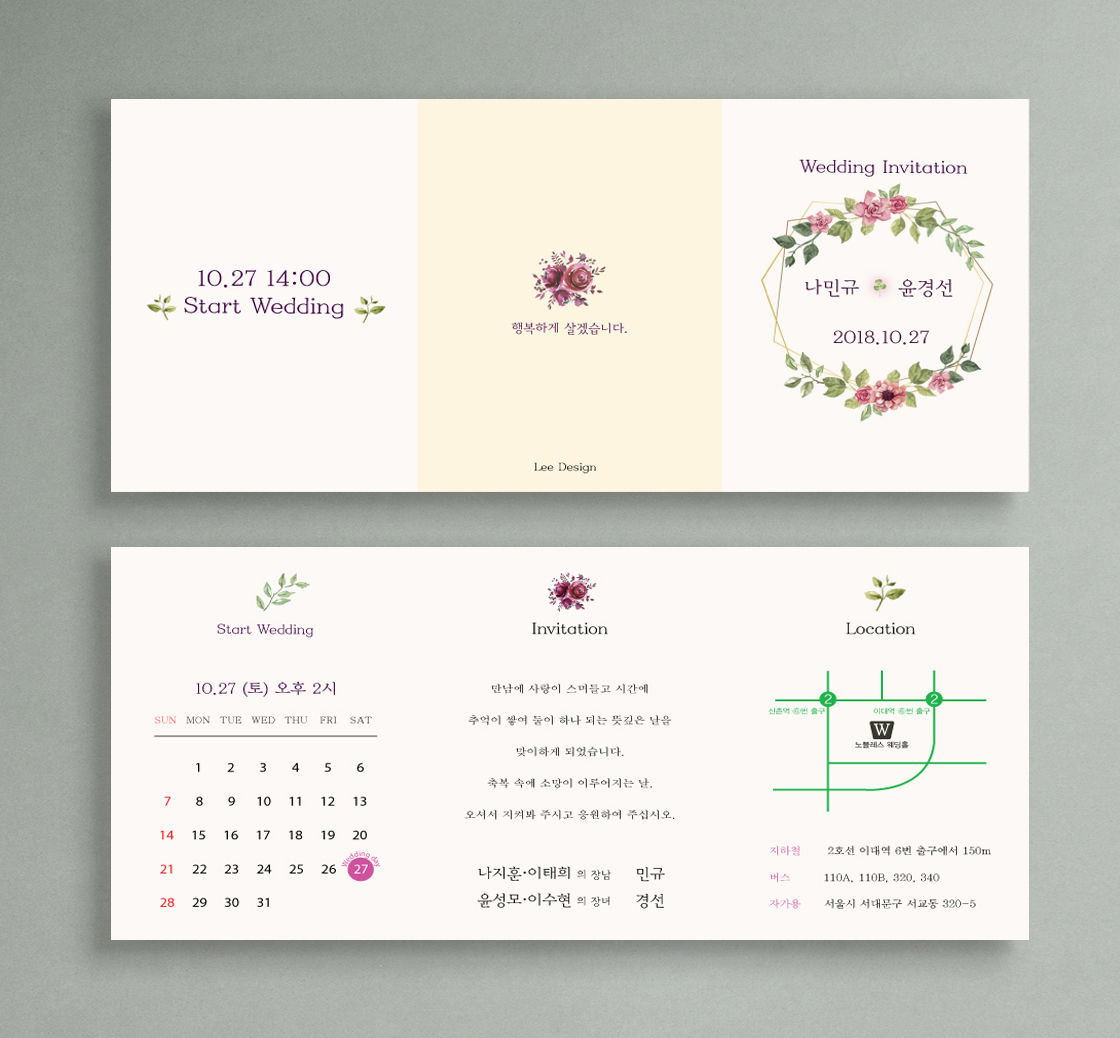 10.27 14:00
Start Wedding
행복하게 살겠습니다.
Lee Design
Wedding Invitation
나민규 윤경선
2018.10.27
Start Wedding
10.27 (토) 오후 2시
SUN MON TUE WED THU FRI SAT
1 2 3 4 5 6
7 8 9 10 11 12 13
14 15 16 17 18 19 20
Wedding day
21 22 23 24 25 26 27
28 29 30 31
Invitation
만남에 사랑이 스며들고 시간에
추억이 쌓여 둘이 하나 되는 뜻깊은 날을
맞이하게 되었습니다.
축복 속에 소망이 이루어지는 날,
오셔서 지켜봐 주시고 응원하여 주십시오.
나지훈·이태희 의 장남 민규
윤성모·이수현 의 장녀 경선
Location
2 2
신촌역 ⑥번 출구 이대역 ⑥번 출구
W
노블레스 웨딩홀
지하철 2호선 이대역 6번 출구에서 150m
버스 110A, 110B, 320, 340
자가용 서울시 서대문구 서교동 320-5